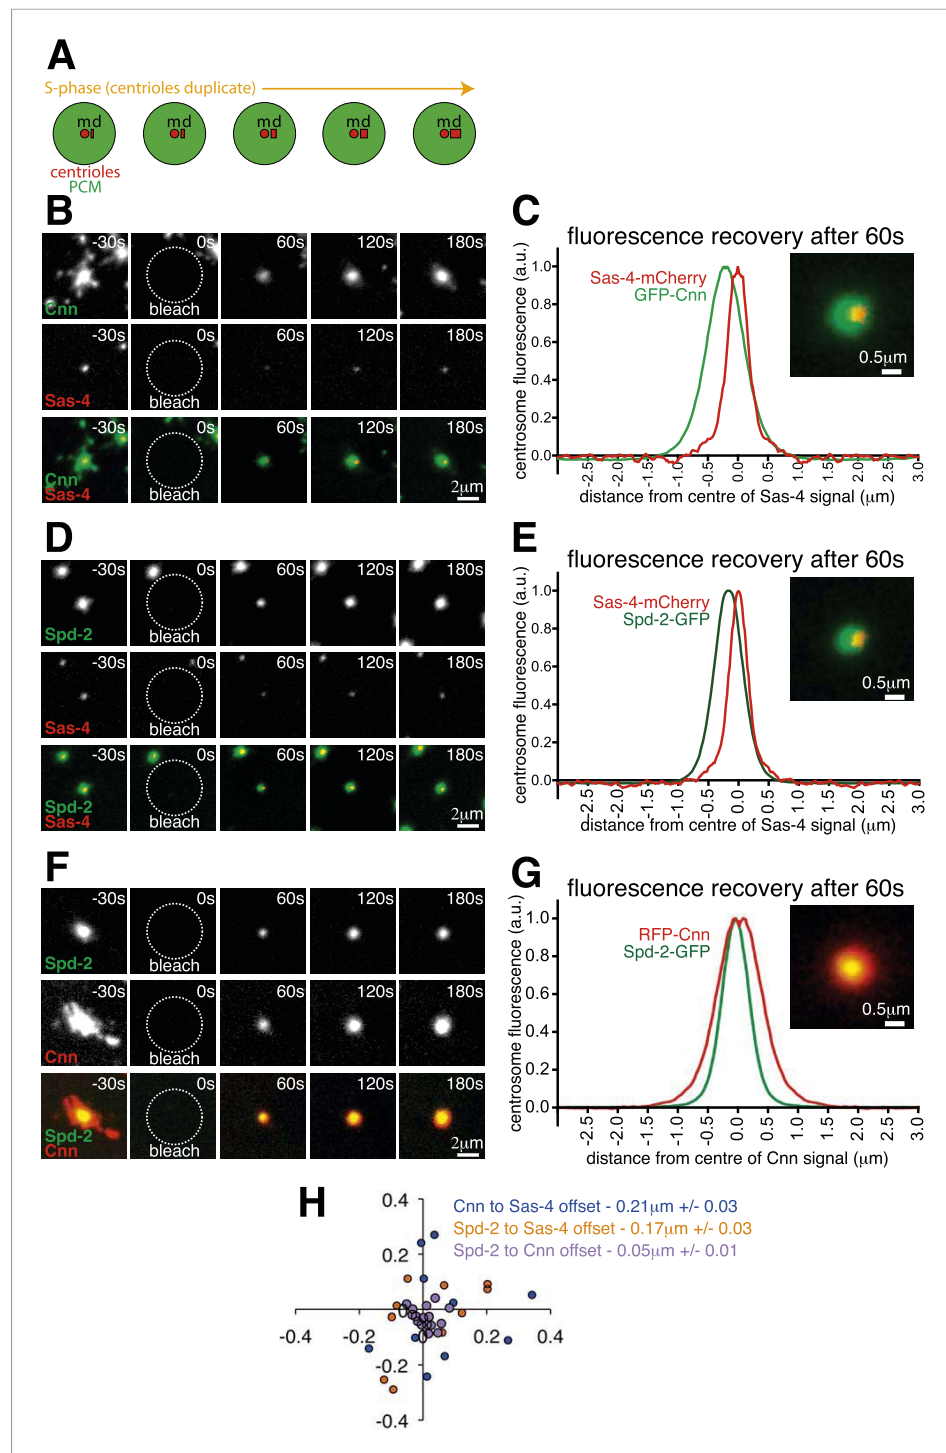 A
S-phase (centrioles duplicate)
m d
m d
m d
m d
m d
centrioles
PCM
B
-30s 0s 60s 120s 180s
Cnn bleach
-30s 0s 60s 120s 180s
Sas-4 bleach
-30s 0s 60s 120s 180s
Cnn
Sas-4 bleach 2μm
C
fluorescence recovery after 60s
centrosome fluorescence (a.u.)
Sas-4-mCherry
GFP-Cnn
0.5μm
1.0
0.8
0.6
0.4
0.2
0.0
-2.5 -2.0 -1.5 -1.0 -0.5 0.0 0.5 1.0 1.5 2.0 2.5 3.0
distance from centre of Sas-4 signal (μm)
D
-30s 0s 60s 120s 180s
Spd-2 bleach
-30s 0s 60s 120s 180s
Sas-4 bleach
-30s 0s 60s 120s 180s
Spd-2
Sas-4 bleach 2μm
E
fluorescence recovery after 60s
centrosome fluorescence (a.u.)
Sas-4-mCherry
Spd-2-GFP
0.5μm
1.0
0.8
0.6
0.4
0.2
0.0
-2.5 -2.0 -1.5 -1.0 -0.5 0.0 0.5 1.0 1.5 2.0 2.5 3.0
distance from centre of Sas-4 signal (μm)
F
-30s 0s 60s 120s 180s
Spd-2 bleach
-30s 0s 60s 120s 180s
Cnn bleach
-30s 0s 60s 120s 180s
Spd-2
Cnn bleach 2μm
G
fluorescence recovery after 60s
centrosome fluorescence (a.u.)
RFP-Cnn
Spd-2-GFP
0.5μm
1.0
0.8
0.6
0.4
0.2
0.0
-2.5 -2.0 -1.5 -1.0 -0.5 0.0 0.5 1.0 1.5 2.0 2.5 3.0
distance from centre of Cnn signal (μm)
H
Cnn to Sas-4 offset - 0.21μm +/- 0.03
Spd-2 to Sas-4 offset - 0.17μm +/- 0.03
Spd-2 to Cnn offset - 0.05μm +/- 0.01
0.4
0.2
0
0
-0.4 -0.2 0.2 0.4
-0.2
-0.4